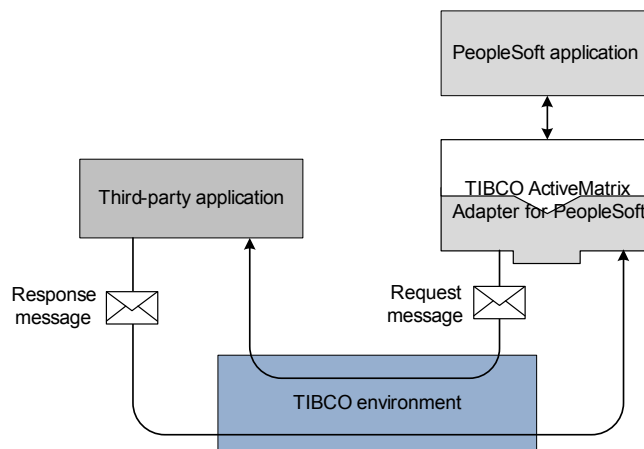 PeopleSoft application
TIBCO ActiveMatrix
Adapter for PeopleSoft
Third-party application
Response
message
Request
message
TIBCO environment